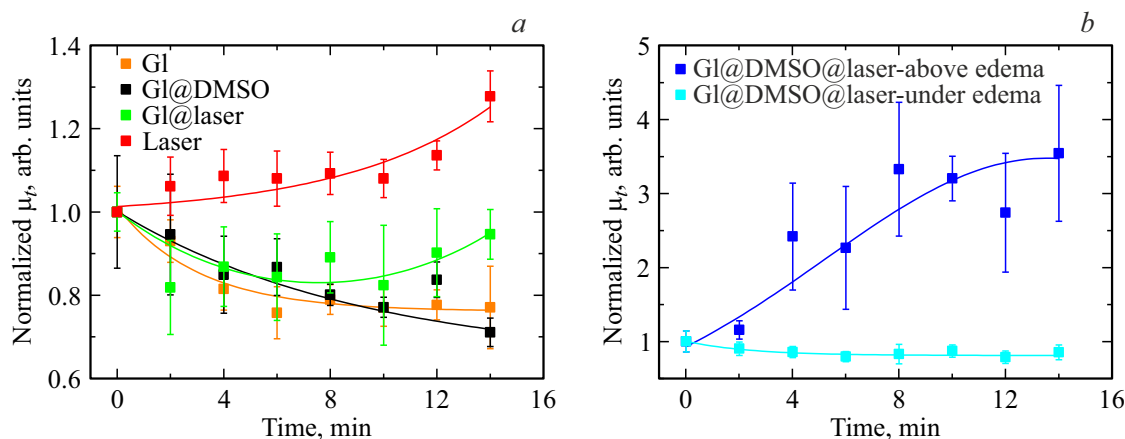 a
Normalized μt, arb. units
1.4
1.2
1.0
0.8
0.6
Gl
Gl@DMSO
Gl@laser
Laser
0 4 8 12 16
Time, min
b
Normalized μt, arb. units
5
4
3
2
1
0
Gl@DMSO@laser-above edema
Gl@DMSO@laser-under edema
0 4 8 12 16
Time, min